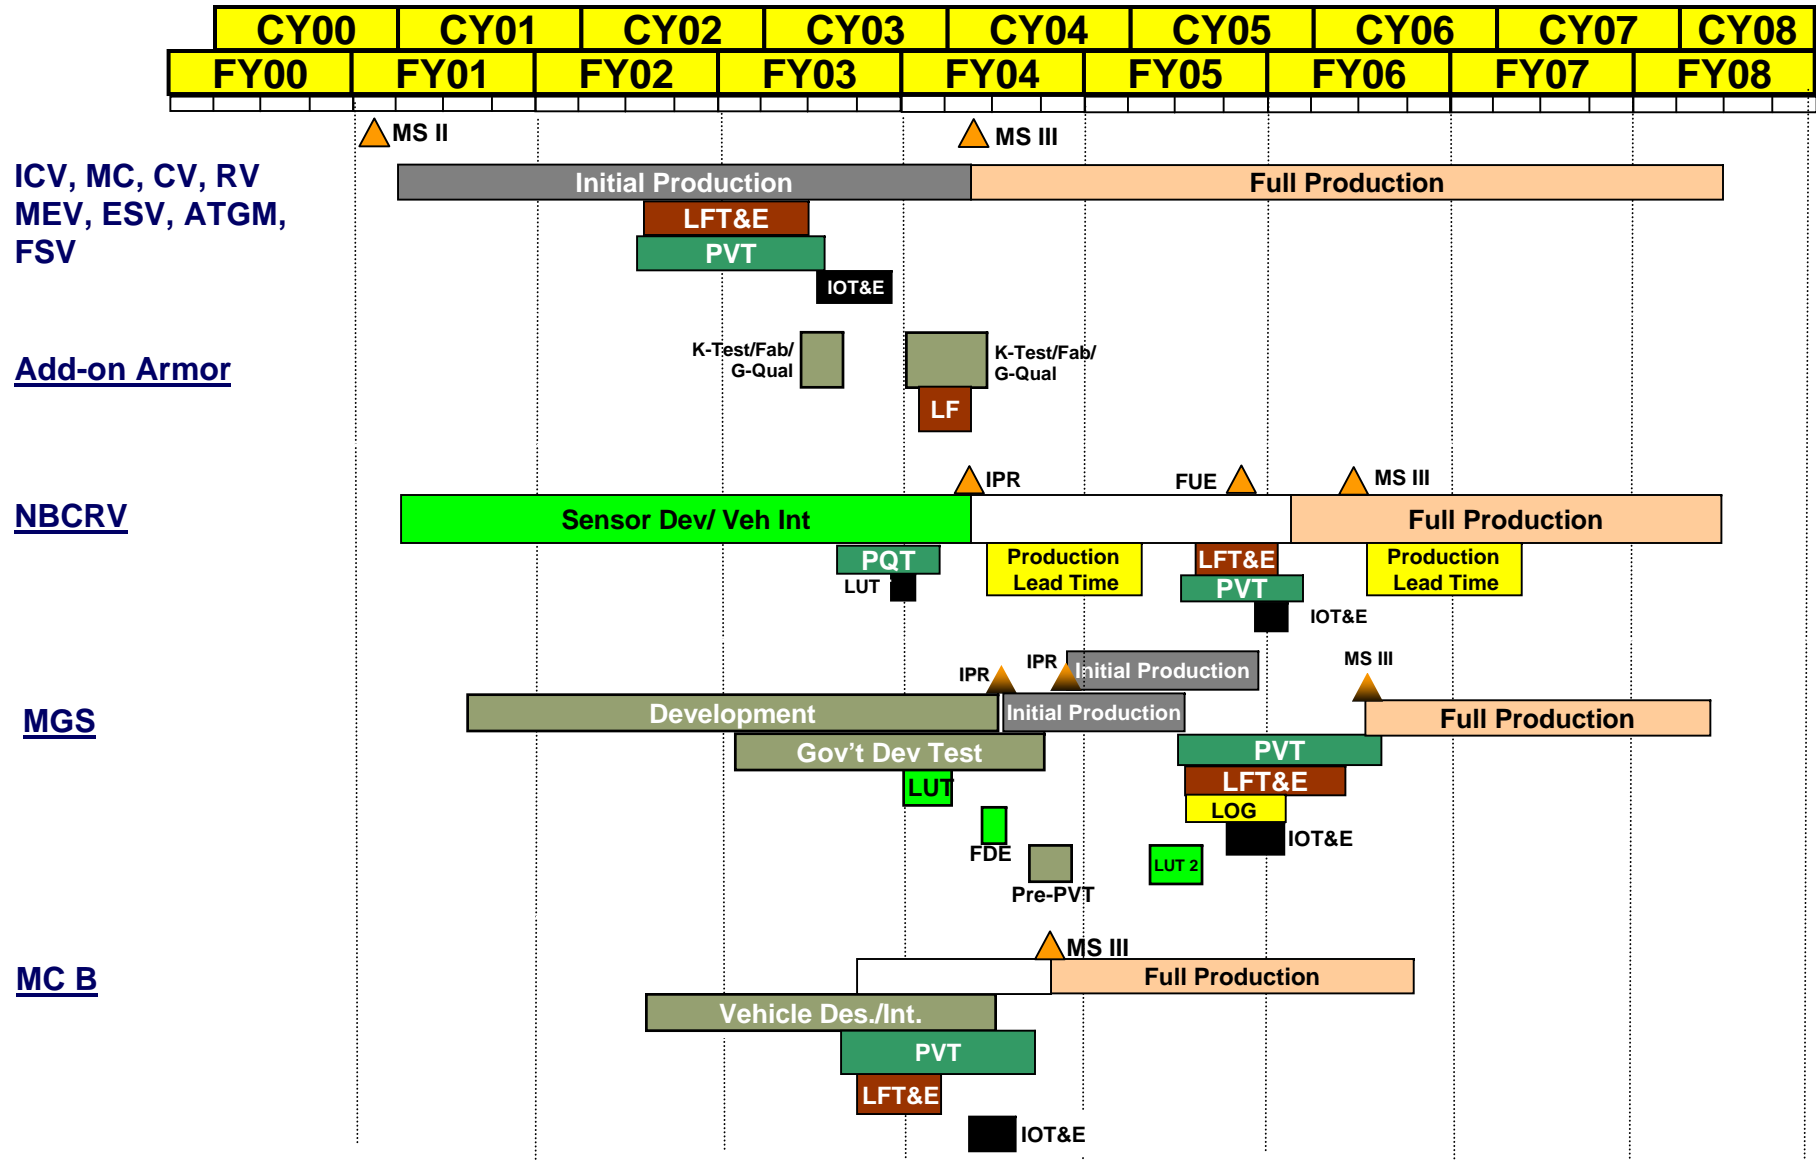 CY00 CY01 CY02 CY03 CY04 CY05 CY06 CY07 CY08
FY00 FY01 FY02 FY03 FY04 FY05 FY06 FY07 FY08
MS II
MS III
ICV, MC, CV, RV
MEV, ESV, ATGM,
FSV
Initial Production
Full Production
LFT&E
PVT
IOT&E
Add-on Armor
K-Test/Fab/
G-Qual
K-Test/Fab/
G-Qual
LF
IPR
FUE
MS III
NBCRV
Sensor Dev/ Veh Int
Full Production
PQT
LUT
Production
Lead Time
LFT&E
PVT
Production
Lead Time
IOT&E
MGS
IPR
IPR
Initial Production
MS III
Development
Initial Production
Full Production
Gov't Dev Test
PVT
LUT
LFT&E
LOG
FDE
IOT&E
Pre-PVT
LUT 2
MC B
MS III
Full Production
Vehicle Des./Int.
PVT
LFT&E
IOT&E